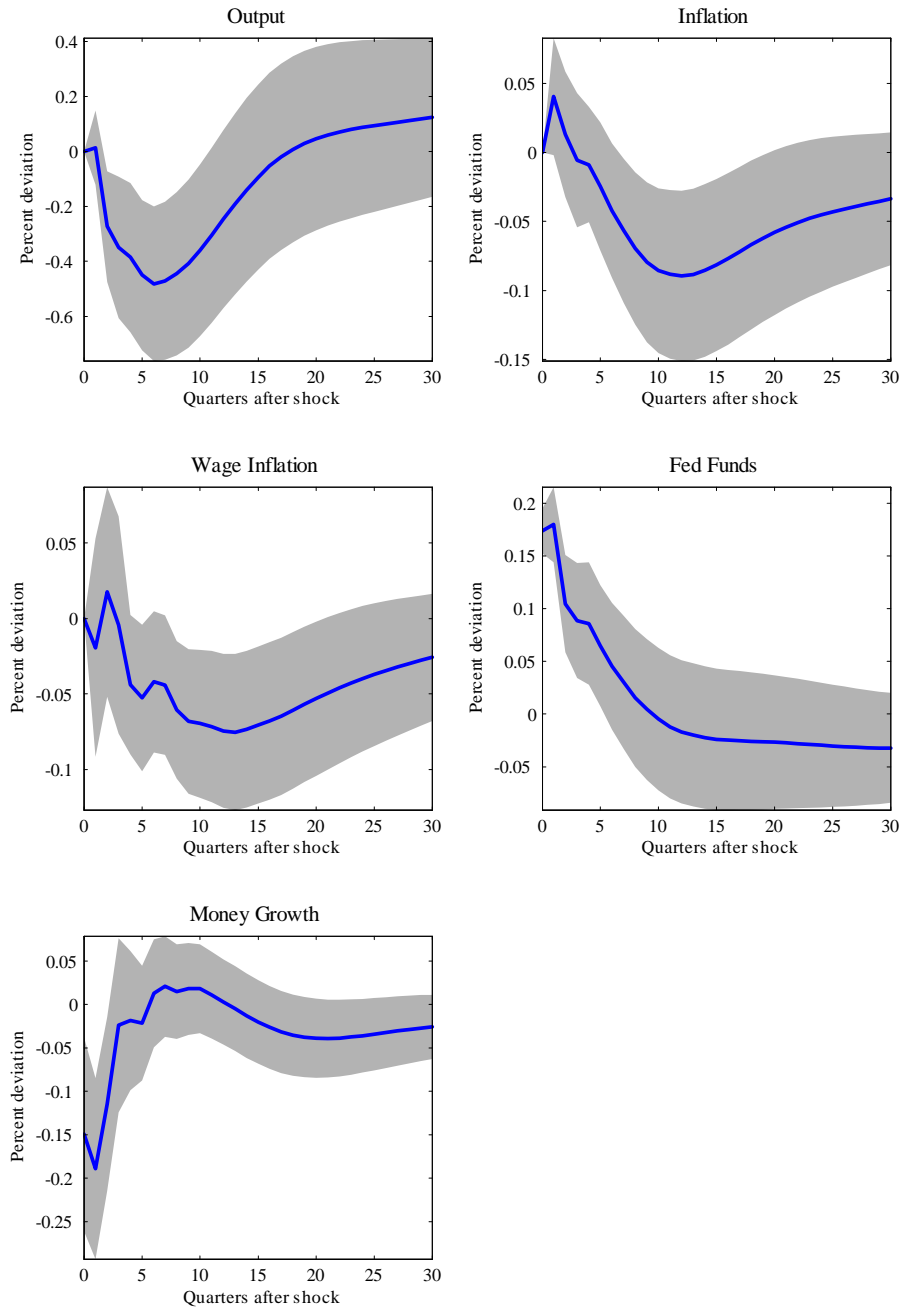 Output
Percent deviation
0.4
0.2
0
-0.2
-0.4
-0.6
0 5 10 15 20 25 30
Quarters after shock
Inflation
Percent deviation
0.05
0
-0.05
-0.1
-0.15
0 5 10 15 20 25 30
Quarters after shock
Wage Inflation
Percent deviation
0.05
0
-0.05
-0.1
0 5 10 15 20 25 30
Quarters after shock
Fed Funds
Percent deviation
0.2
0.15
0.1
0.05
0
-0.05
0 5 10 15 20 25 30
Quarters after shock
Money Growth
Percent deviation
0.05
0
-0.05
-0.1
-0.15
-0.2
-0.25
0 5 10 15 20 25 30
Quarters after shock